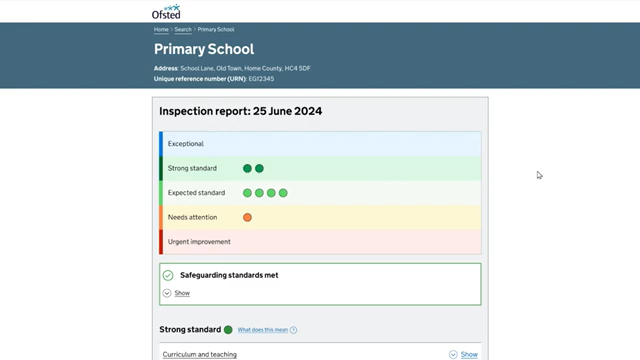 Ofsted
Home > Search > Primary School
Primary School
Address: School Lane, Old Town, Home County, HC4 5DF
Unique reference number (URN): EG12345
Inspection report: 25 June 2024
Exceptional
Strong standard
Expected standard
Needs attention
Urgent improvement
Safeguarding standards met
Show
Strong standard What does this mean ?
Curriculum and teaching Show